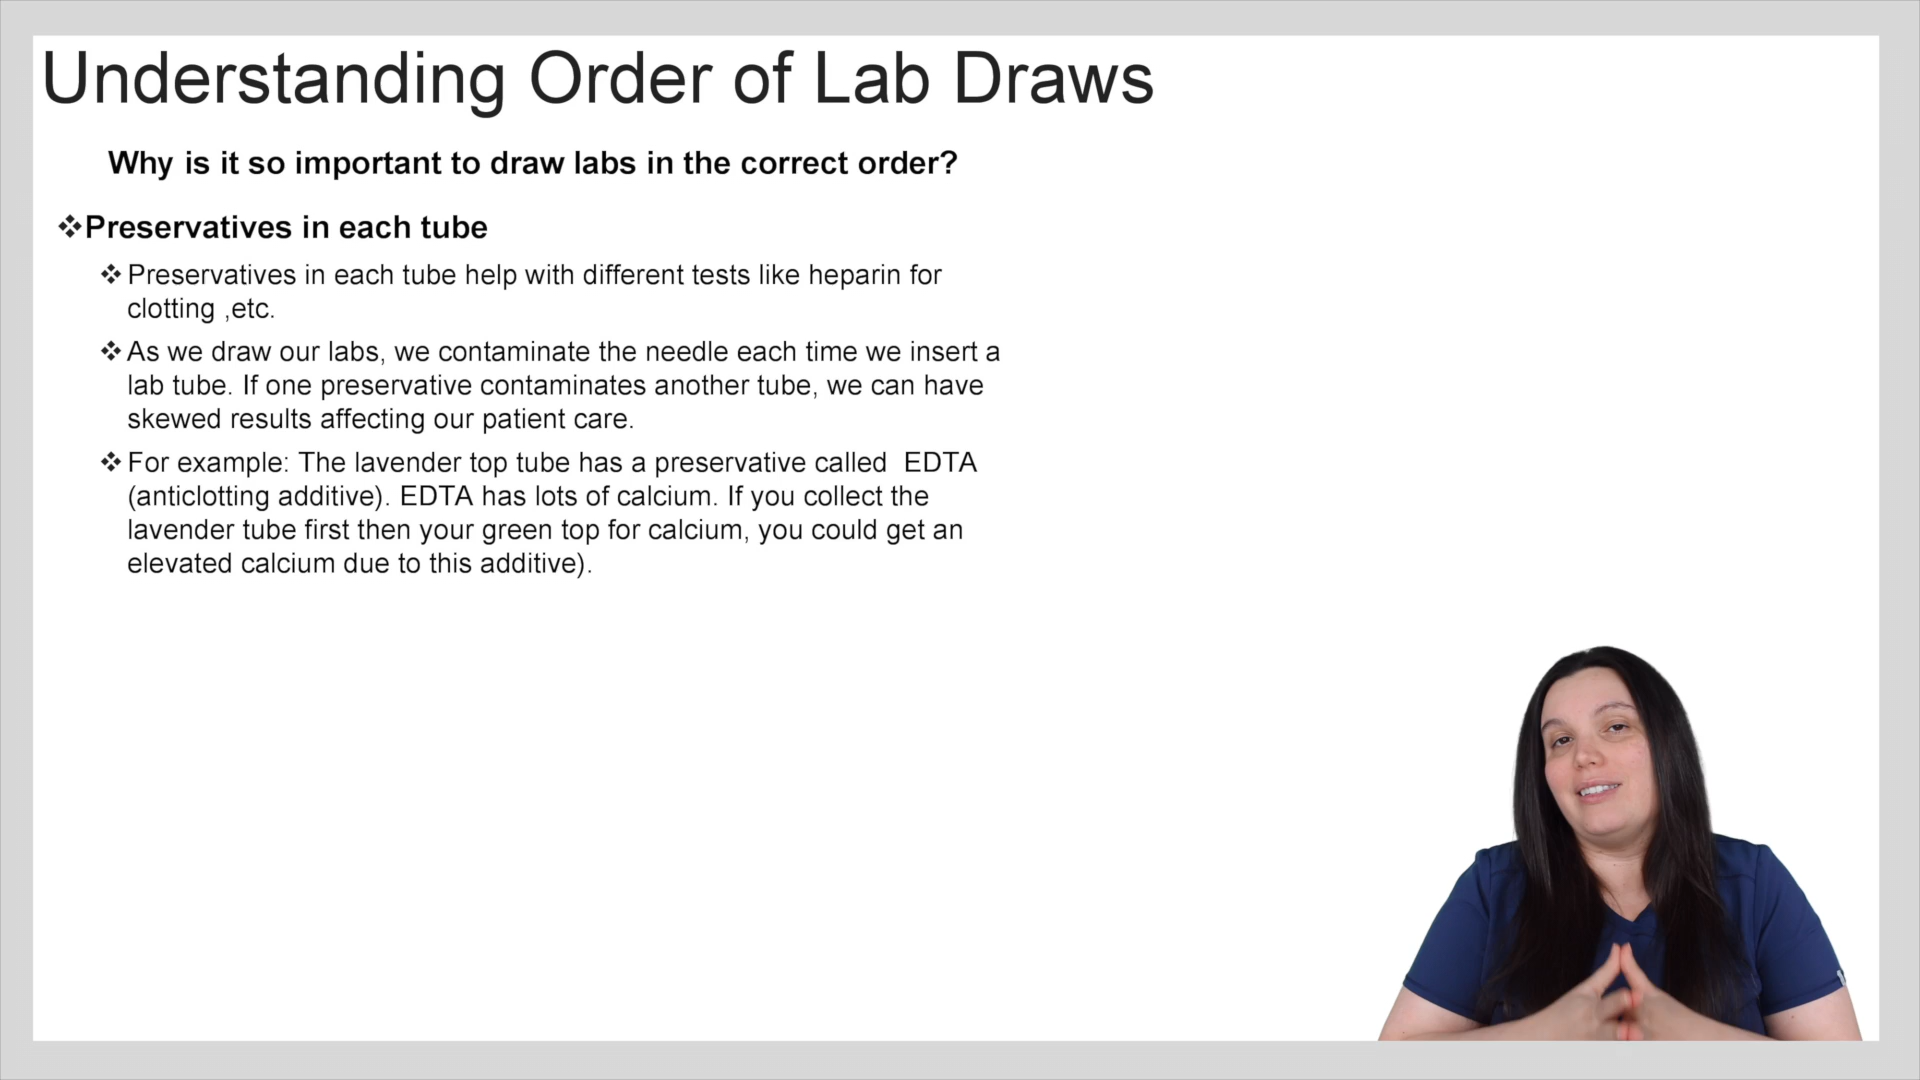 Understanding Order of Lab Draws
Why is it so important to draw labs in the correct order?
❖Preservatives in each tube
❖Preservatives in each tube help with different tests like heparin for
clotting ,etc.
❖As we draw our labs, we contaminate the needle each time we insert a
lab tube. If one preservative contaminates another tube, we can have
skewed results affecting our patient care.
❖For example: The lavender top tube has a preservative called  EDTA
(anticlotting additive). EDTA has lots of calcium. If you collect the
lavender tube first then your green top for calcium, you could get an
elevated calcium due to this additive).